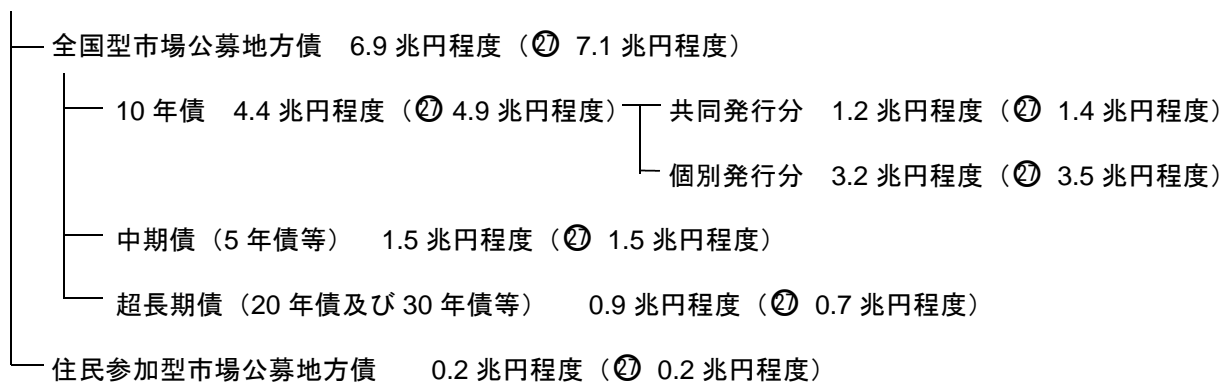 全国型市場公募地方債 6.9 兆円程度（㉗ 7.1 兆円程度）
10 年債 4.4 兆円程度（㉗ 4.9 兆円程度） 共同発行分 1.2 兆円程度（㉗ 1.4 兆円程度）
個別発行分 3.2 兆円程度（㉗ 3.5 兆円程度）
中期債（5 年債等） 1.5 兆円程度（㉗ 1.5 兆円程度）
超長期債（20 年債及び 30 年債等） 0.9 兆円程度（㉗ 0.7 兆円程度）
住民参加型市場公募地方債 0.2 兆円程度（㉗ 0.2 兆円程度）